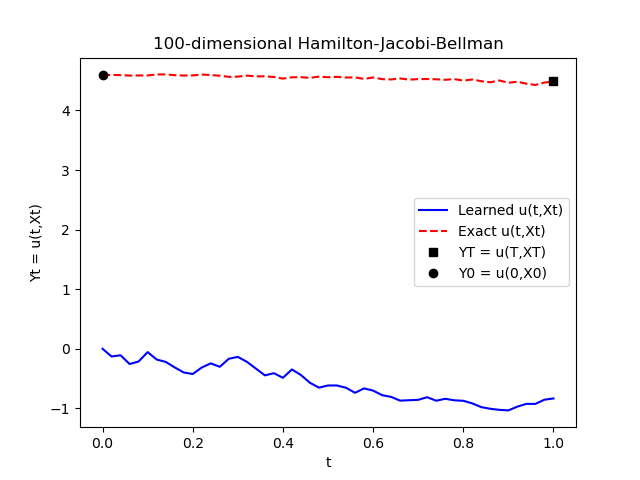 100-dimensional Hamilton-Jacobi-Bellman
Yt = u(t,Xt)
4
3
2
1
0
−1
0.0
0.2
0.4
0.6
0.8
1.0
t
Learned u(t,Xt)
Exact u(t,Xt)
YT = u(T,XT)
Y0 = u(0,X0)